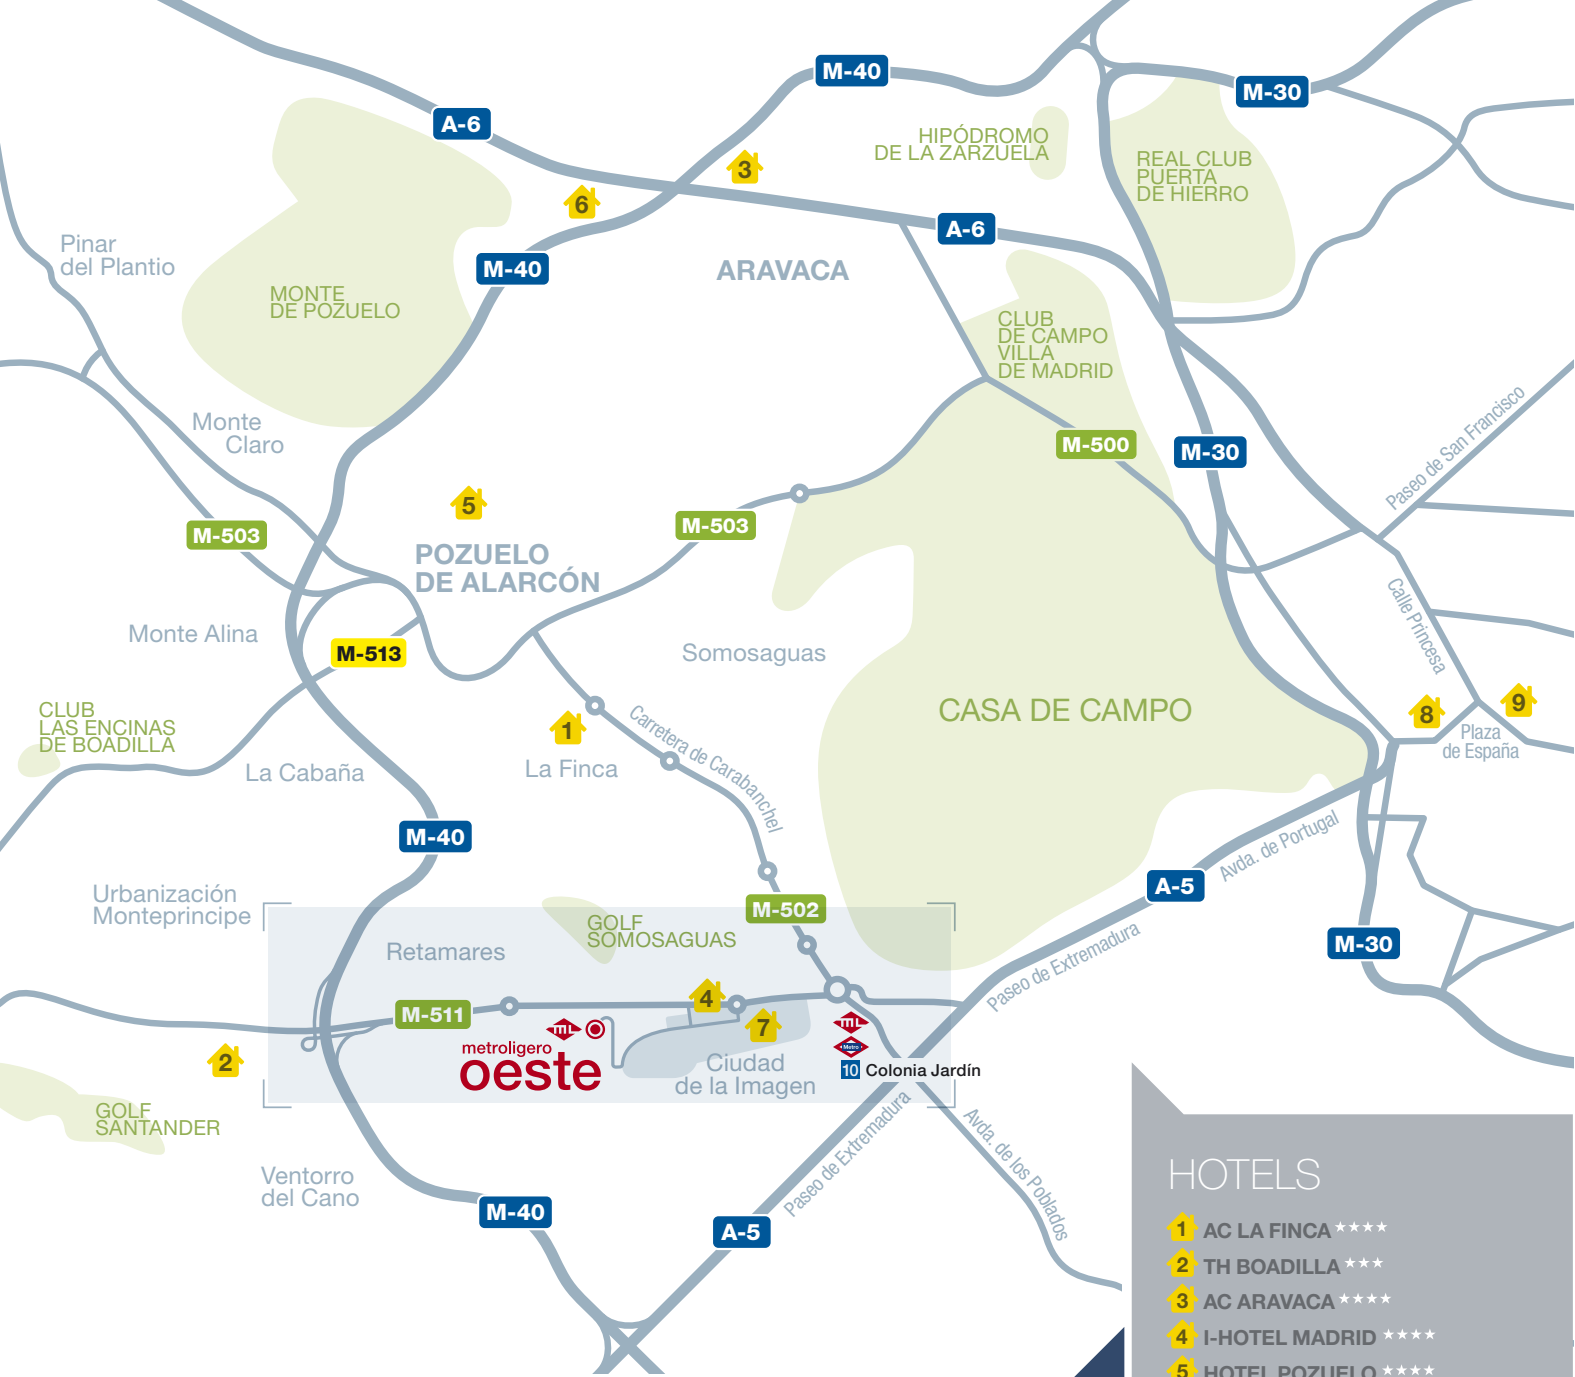 M-40
M-30
A-6
HIPÓDROMO
DE LA ZARZUELA
3
REAL CLUB
PUERTA
DE HIERRO
6
A-6
Pinar
del Plantio
M-40
ARAVACA
MONTE
DE POZUELO
CLUB
DE CAMPO
VILLA
DE MADRID
Monte
Claro
M-500
M-30
Paseo de San Francisco
5
M-503
M-503
POZUELO
DE ALARCÓN
Calle Princesa
Monte Alina
M-513
Somosaguas
CASA DE CAMPO
8
9
Plaza
de España
CLUB
LAS ENCINAS
DE BOADILLA
1
La Finca
Carretera de Carabanchel
La Cabaña
M-40
Avda. de Portugal
A-5
Urbanización
Monteprincipe
M-502
GOLF
SOMOSAGUAS
Retamares
M-30
Paseo de Extremadura
M-511
4
7
ML
metroligero
oeste
Ciudad
de la Imagen
ML
Metro
10 Colonia Jardín
2
GOLF
SANTANDER
Ventorro
del Cano
Paseo de Extremadura
Avda. de los Poblados
M-40
A-5
HOTELS
1 AC LA FINCA ★★★★
2 TH BOADILLA ★★★
3 AC ARAVACA ★★★★
4 I-HOTEL MADRID ★★★★
5 HOTEL POZUELO ★★★★